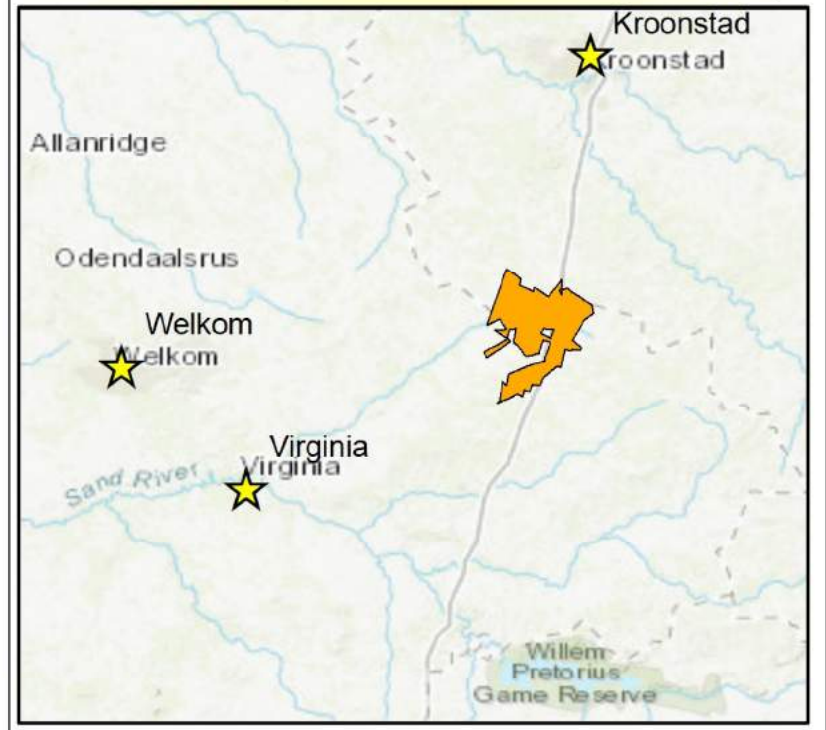 Kroonstad
Kroonstad
Allanridge
Odendaalsrus
Welkom
Welkom
Virginia
Virginia
Sand River
Willem
Pretorius
Game Reserve